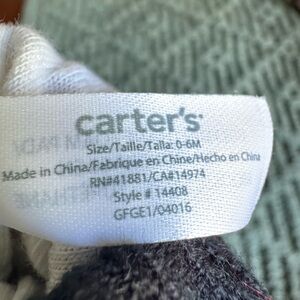 carter's
Size/Taille/Talla: 0-6M
Made in China/Fabrique en Chine/Hecho en China
RN#41881/CA#14974
Style # 14408
GFGE1/04016